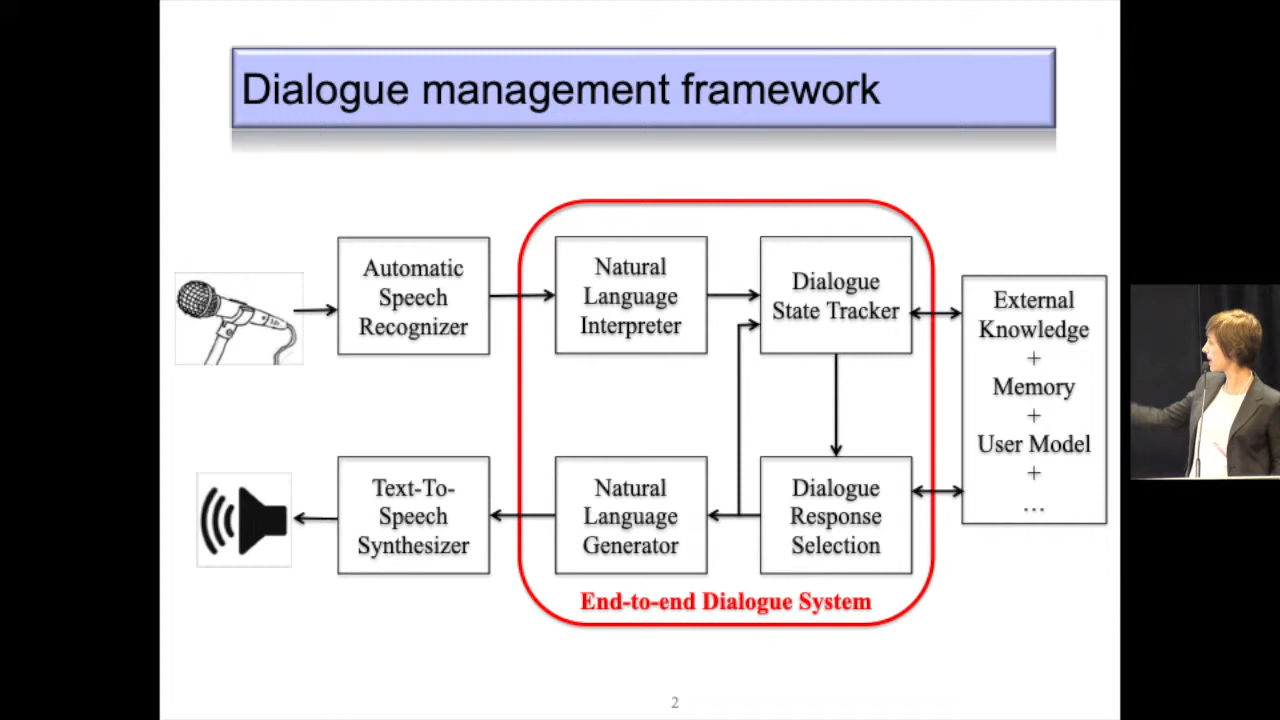 Dialogue management framework
Automatic
Speech
Recognizer
Natural
Language
Interpreter
Dialogue
State Tracker
External
Knowledge
+
Memory
+
User Model
+
...
Text-To-
Speech
Synthesizer
Natural
Language
Generator
Dialogue
Response
Selection
End-to-end Dialogue System
2